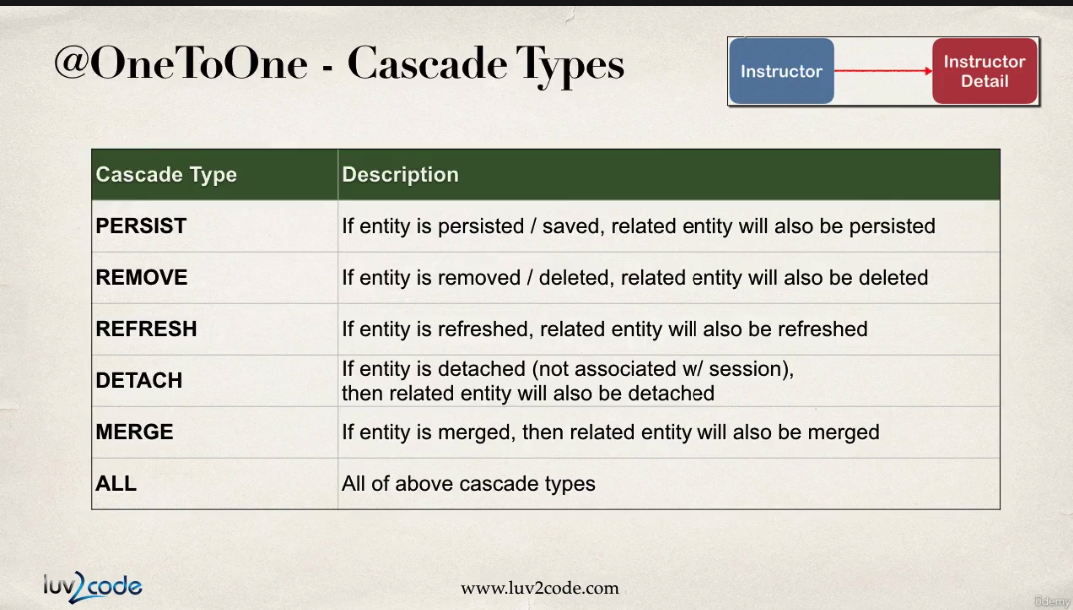 @OneToOne - Cascade Types
Instructor
Instructor
Detail
Cascade Type Description
PERSIST If entity is persisted / saved, related entity will also be persisted
REMOVE If entity is removed / deleted, related entity will also be deleted
REFRESH If entity is refreshed, related entity will also be refreshed
DETACH If entity is detached (not associated w/ session),
then related entity will also be detached
MERGE If entity is merged, then related entity will also be merged
ALL All of above cascade types
luv2code
www.luv2code.com
Udemy